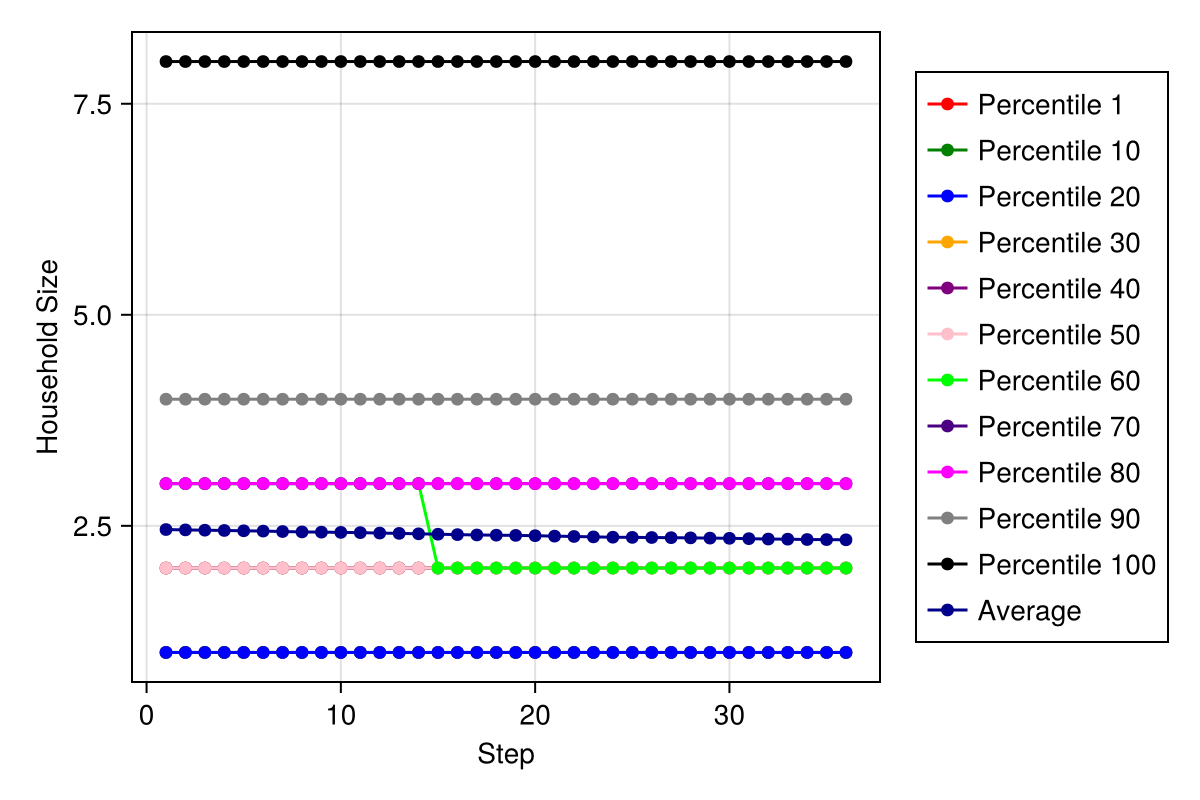 7.5
5.0
2.5
Household Size
0 10 20 30
Step
Percentile 1
Percentile 10
Percentile 20
Percentile 30
Percentile 40
Percentile 50
Percentile 60
Percentile 70
Percentile 80
Percentile 90
Percentile 100
Average